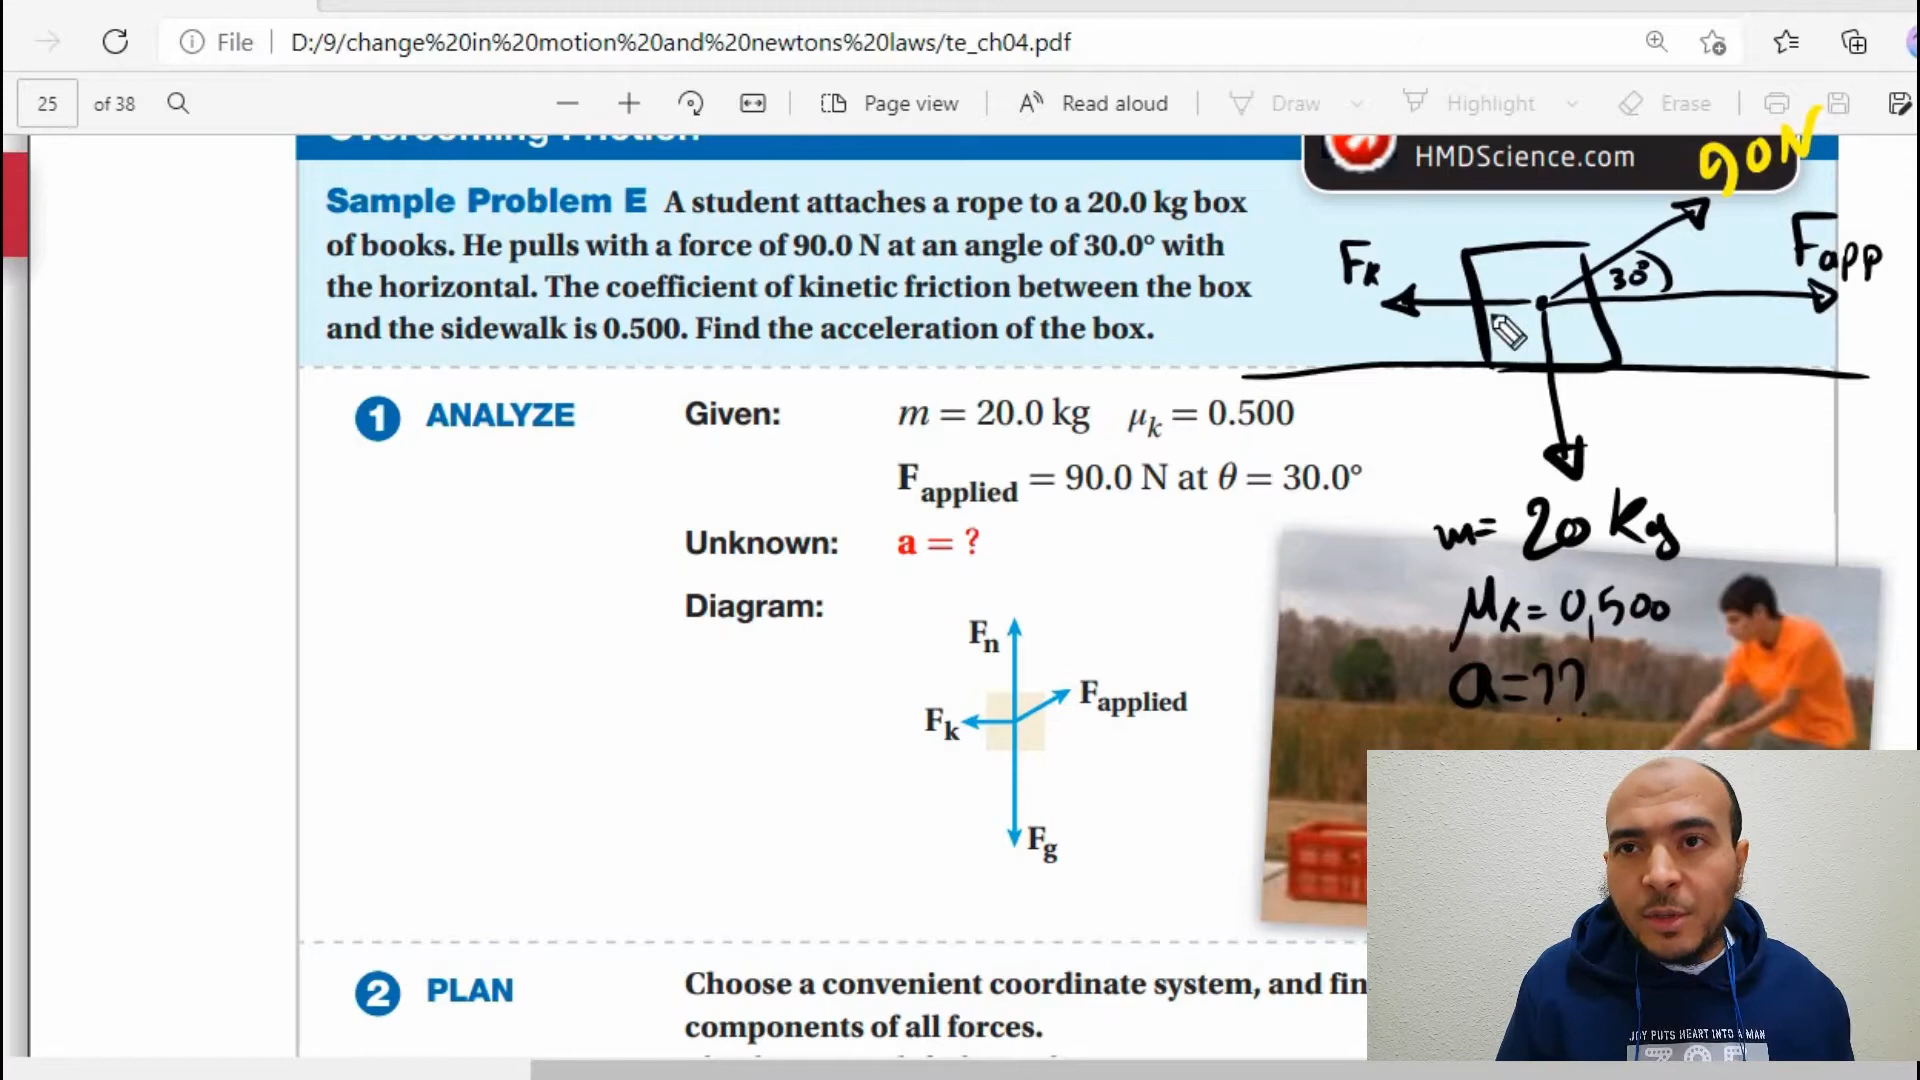 File D:/9/change%20in%20motion%20and%20newtons%20laws/te_ch04.pdf
25 of 38 Page view Read aloud Draw Highlight Erase
Overcoming Friction
HMDScience.com
90N
Sample Problem E A student attaches a rope to a 20.0 kg box
of books. He pulls with a force of 90.0 N at an angle of 30.0° with
the horizontal. The coefficient of kinetic friction between the box
and the sidewalk is 0.500. Find the acceleration of the box.
Fk
30°
Fapp
1 ANALYZE Given: m = 20.0 kg μk = 0.500
Fapplied = 90.0 N at θ = 30.0°
Unknown: a = ?
Diagram:
m= 20 Kg
μk= 0,500
a=??
Fn
Fapplied
Fk
Fg
2 PLAN Choose a convenient coordinate system, and fin
components of all forces.
JOY PUTS HEART INTO A MAN